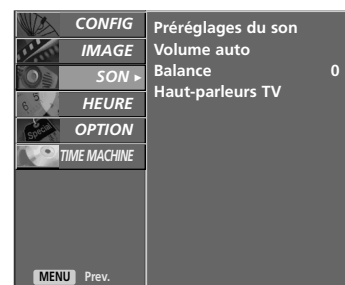 CONFIG
IMAGE
SON ►
HEURE
OPTION
TIME MACHINE
Préréglages du son
Volume auto
Balance 0
Haut-parleurs TV
MENU Prev.